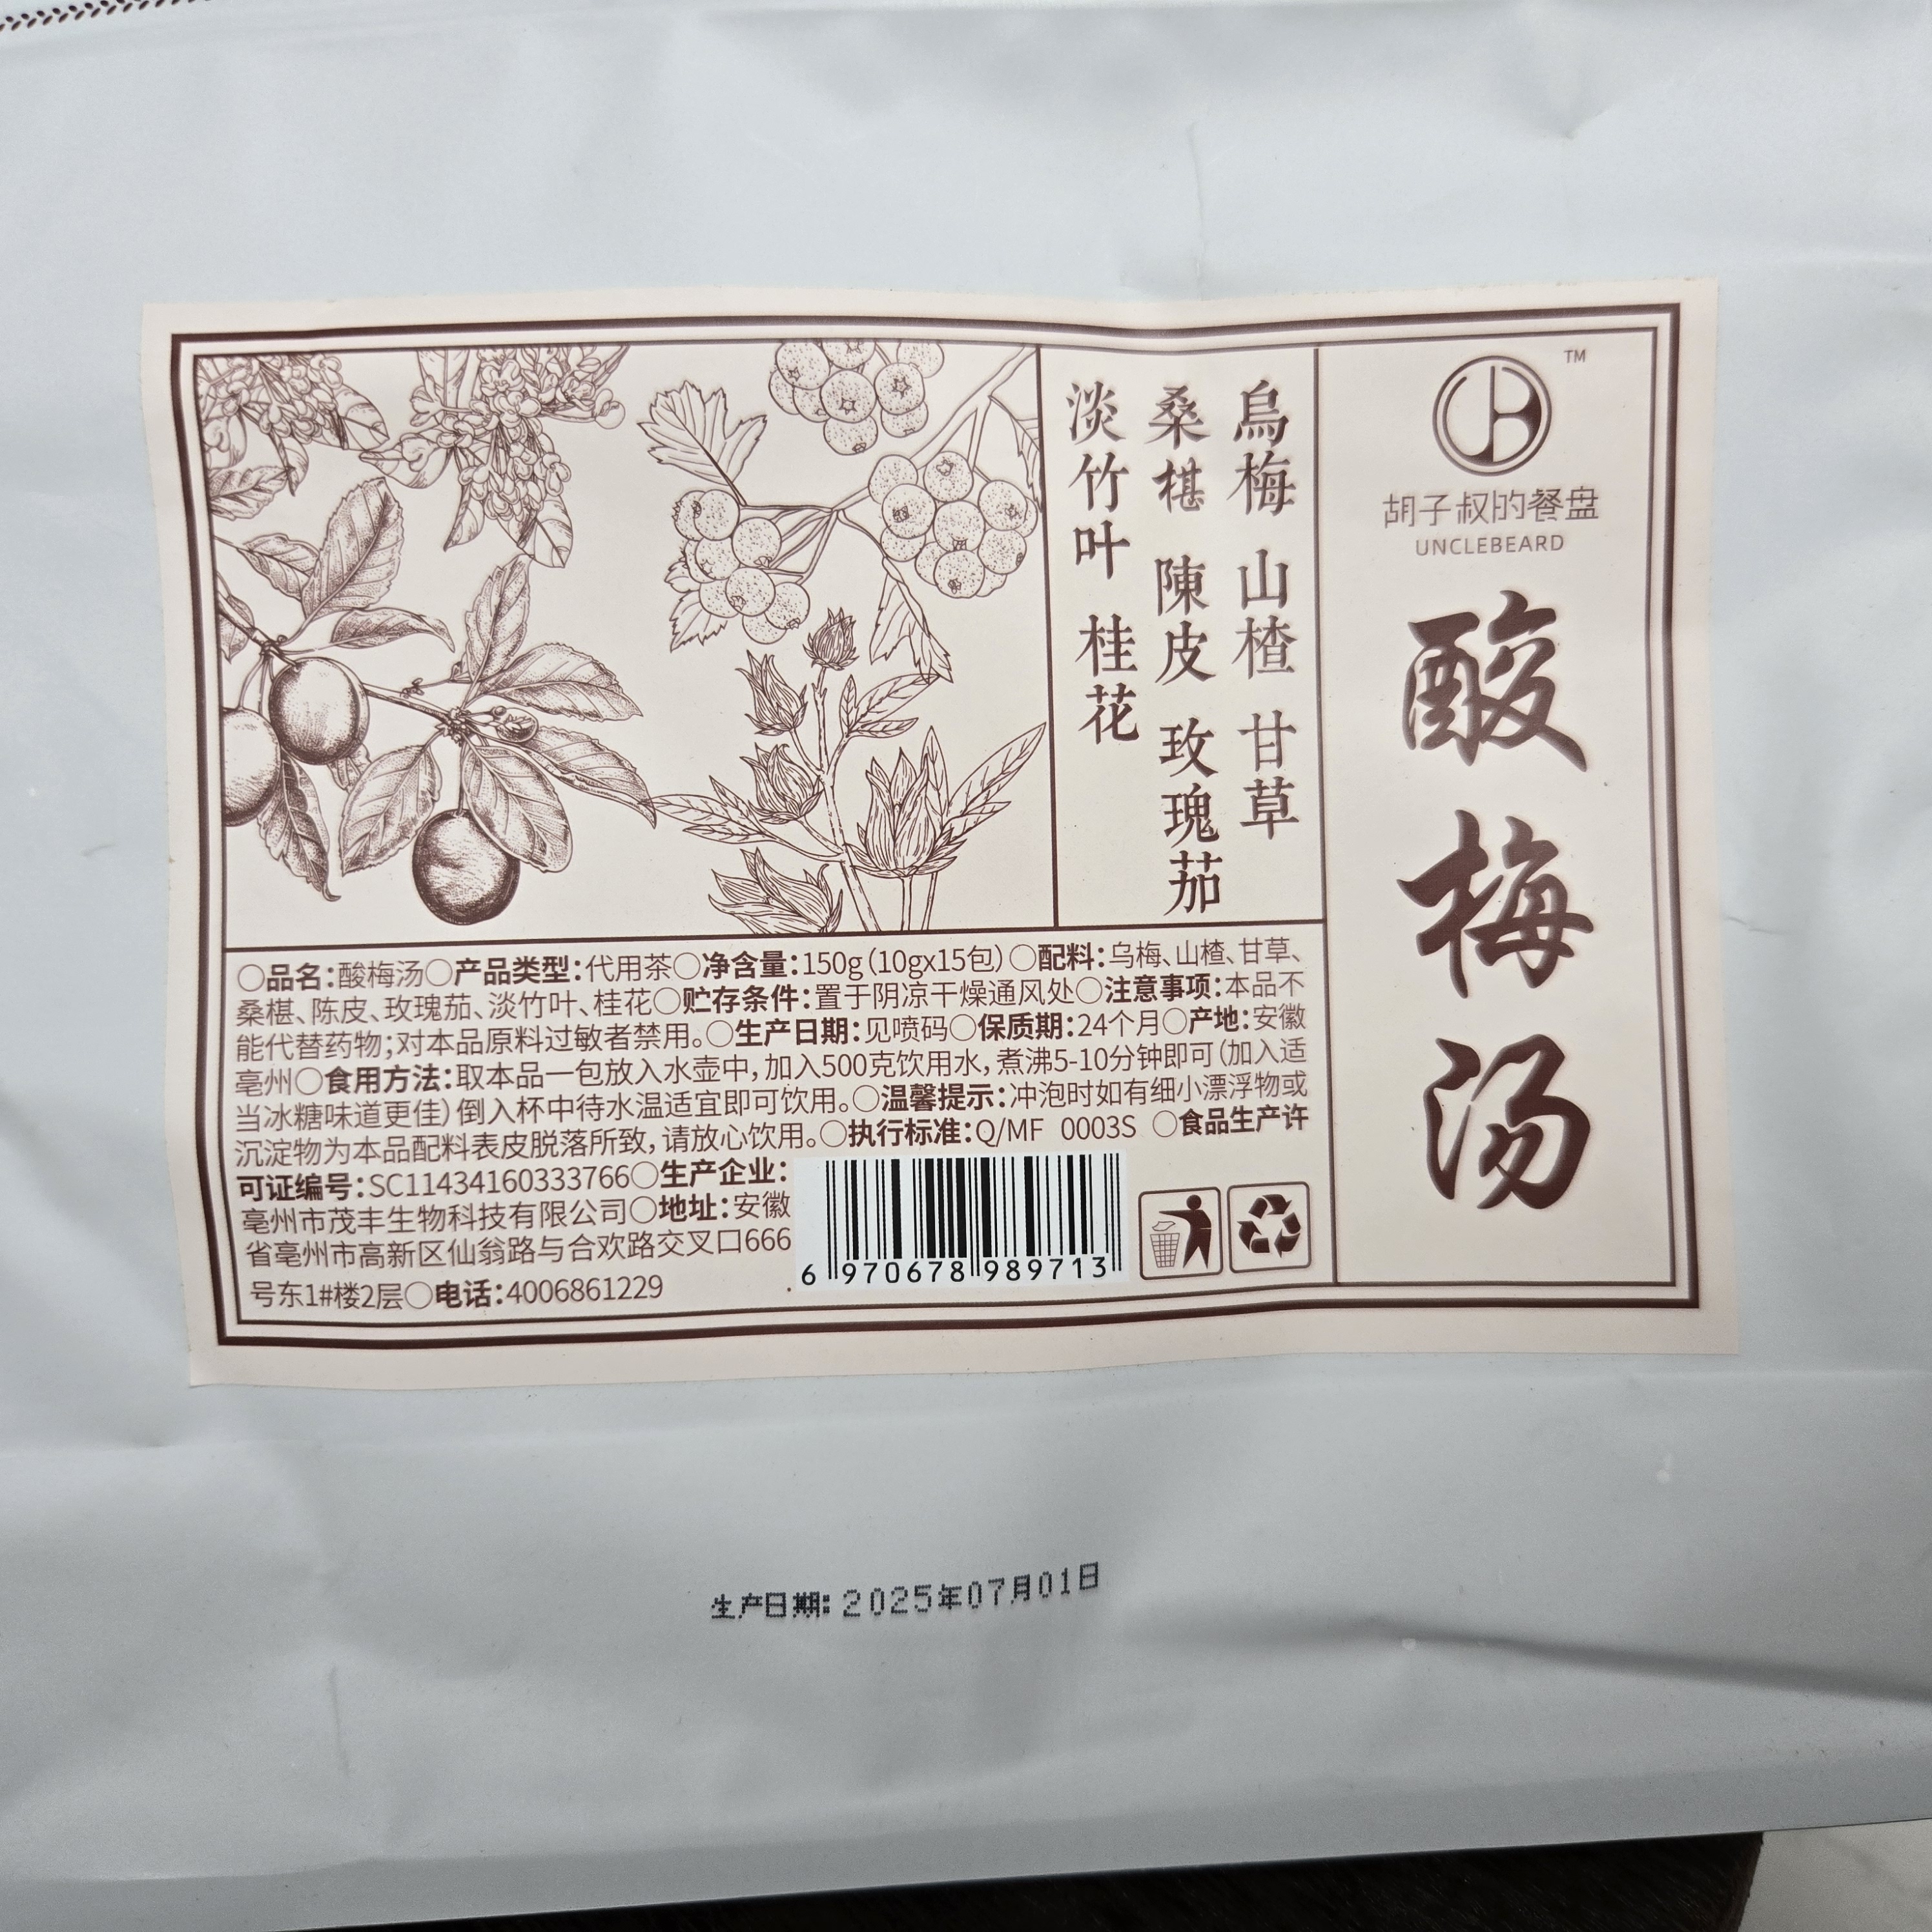 TM
胡子叔的餐盘
UNCLEBEARD
酸梅汤
烏梅 山楂 甘草
桑椹 陳皮 玫瑰茄
淡竹叶 桂花
○品名:酸梅汤○产品类型:代用茶○净含量:150g(10gx15包)○配料:乌梅、山楂、甘草、
桑椹、陈皮、玫瑰茄、淡竹叶、桂花○贮存条件:置于阴凉干燥通风处○注意事项:本品不
能代替药物;对本品原料过敏者禁用。○生产日期:见喷码○保质期:24个月○产地:安徽
亳州○食用方法:取本品一包放入水壶中,加入500克饮用水,煮沸5-10分钟即可(加入适
当冰糖味道更佳)倒入杯中待水温适宜即可饮用。○温馨提示:冲泡时如有细小漂浮物或
沉淀物为本品配料表皮脱落所致,请放心饮用。○执行标准:Q/MF 0003S ○食品生产许
可证编号:SC11434160333766○生产企业:
亳州市茂丰生物科技有限公司○地址:安徽
省亳州市高新区仙翁路与合欢路交叉口666
号东1#楼2层○电话:4006861229
6 970678 989713
生产日期:2025年07月01日